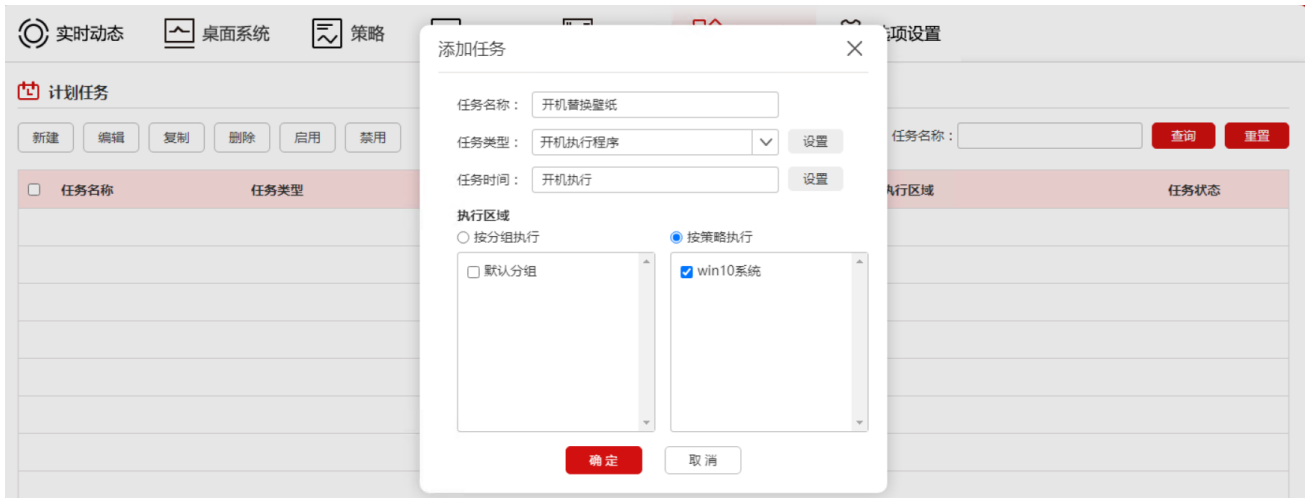 实时动态
桌面系统
策略
项设置
添加任务
计划任务
任务名称：
开机替换壁纸
新建
编辑
复制
删除
启用
禁用
任务类型：
开机执行程序
设置
任务名称：
查询
重置
任务时间：
开机执行
设置
任务名称
任务类型
执行区域
任务状态
执行区域
按分组执行
按策略执行
默认分组
win10系统
确定
取消